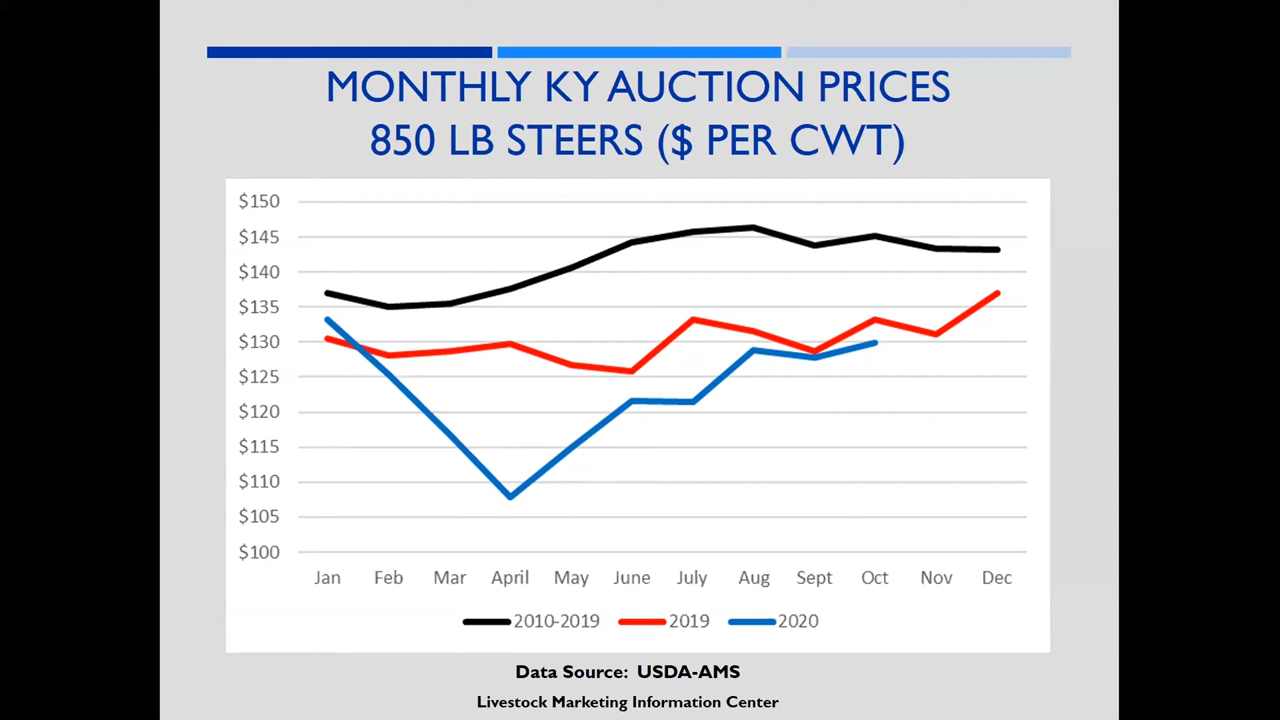 MONTHLY KY AUCTION PRICES
850 LB STEERS ($ PER CWT)
$150
$145
$140
$135
$130
$125
$120
$115
$110
$105
$100
Jan Feb Mar April May June July Aug Sept Oct Nov Dec
2010-2019 2019 2020
Data Source: USDA-AMS
Livestock Marketing Information Center